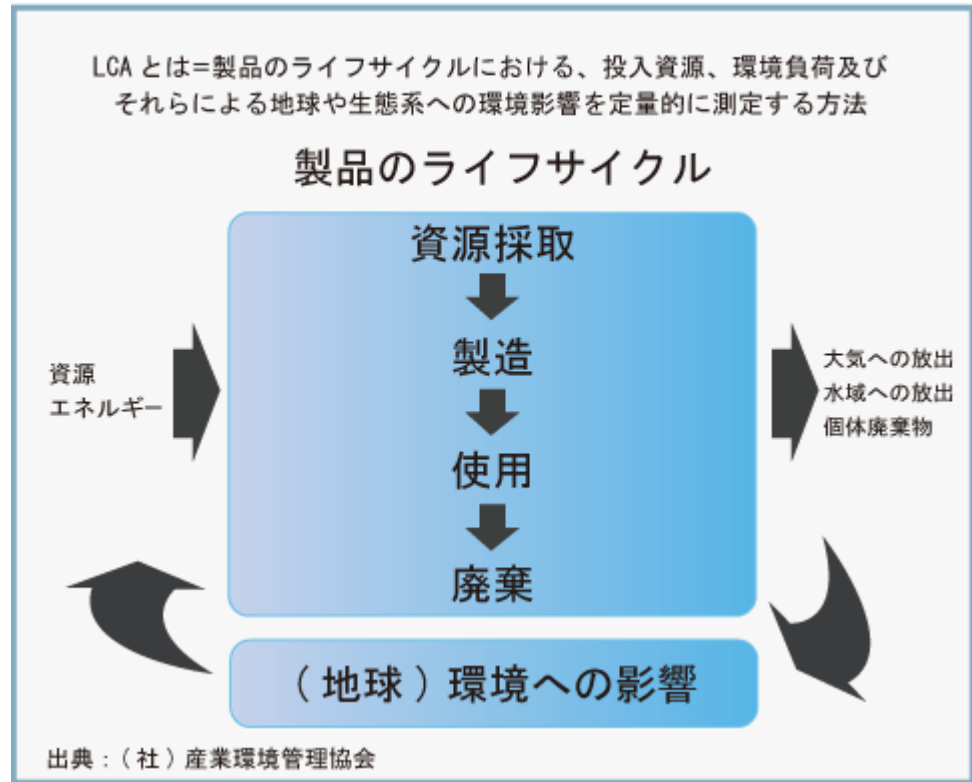 LCA とは=製品のライフサイクルにおける、投入資源、環境負荷及び
それらによる地球や生態系への環境影響を定量的に測定する方法
製品のライフサイクル
資源採取
製造
使用
廃棄
資源
エネルギー
大気への放出
水域への放出
個体廃棄物
(地球)環境への影響
出典:(社)産業環境管理協会